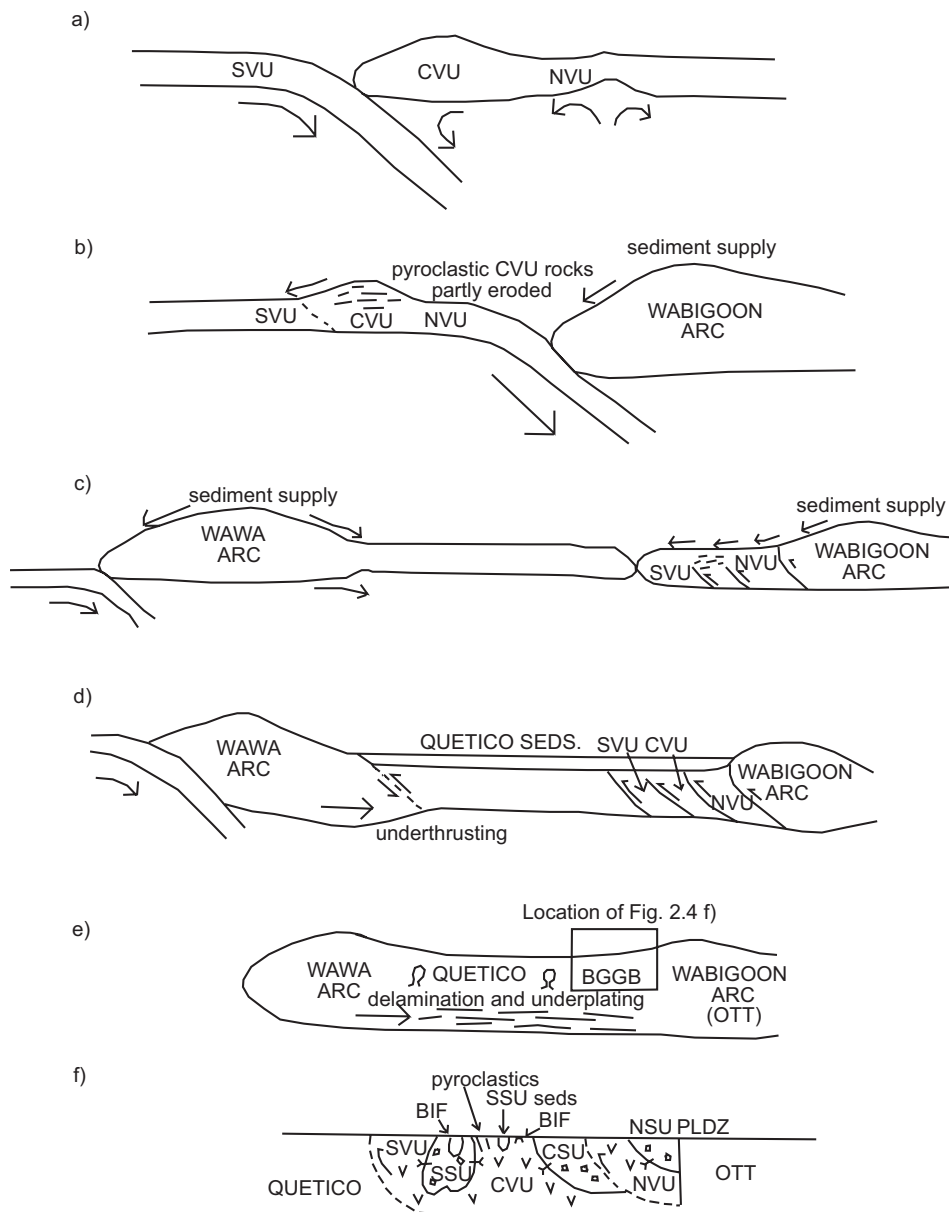 a)
SVU
CVU
NVU
b)
sediment supply
pyroclastic CVU rocks
partly eroded
SVU
CVU
NVU
WABIGOON
ARC
c)
sediment supply
WAWA
ARC
sediment supply
SVU
NVU
WABIGOON
ARC
d)
WAWA
ARC
QUETICO SEDS.
SVU CVU
NVU
WABIGOON
ARC
underthrusting
e)
Location of Fig. 2.4 f)
WAWA
ARC
QUETICO
BGGB
WABIGOON
ARC
(OTT)
delamination and underplating
f)
pyroclastics
SSU seds
BIF
BIF
NSU PLDZ
SVU
SSU
CSU
CVU
NVU
QUETICO
OTT